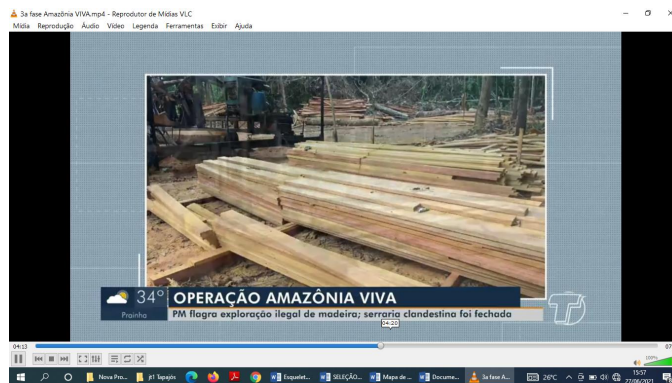 3a fase Amazônia VIVA.mp4 - Reprodutor de Mídias VLC
Mídia Reprodução Áudio Vídeo Legenda Ferramentas Exibir Ajuda
34° OPERAÇÃO AMAZÔNIA VIVA
Prainha PM flagra exploração ilegal de madeira; serraria clandestina foi fechada
04:20
04:13
100%
Nova Pro... jt1 Tapajós Esquelet... SELEÇÃO... Mapa de ... Docume... 3a fase A... 26°C 15:57